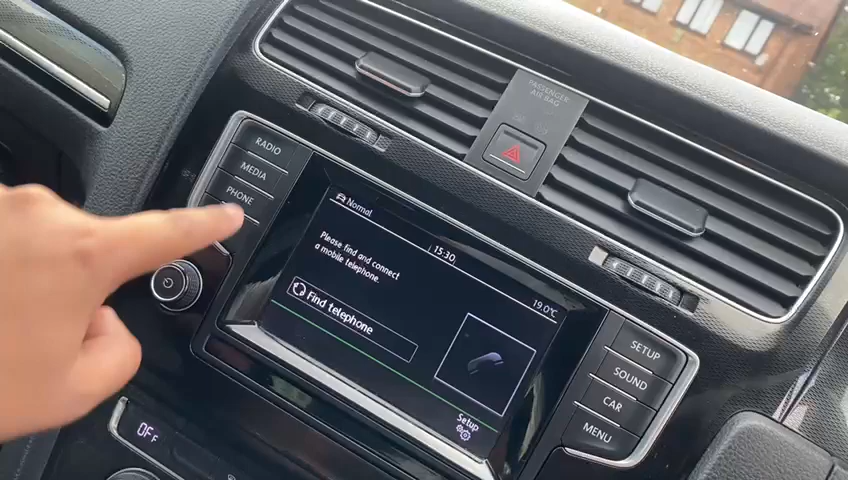 PASSENGER
AIR BAG
RADIO
MEDIA
PHONE
Normal
15:30
19.0°C
Please find and connect
a mobile telephone.
Find telephone
Setup
SETUP
SOUND
CAR
MENU
OFF